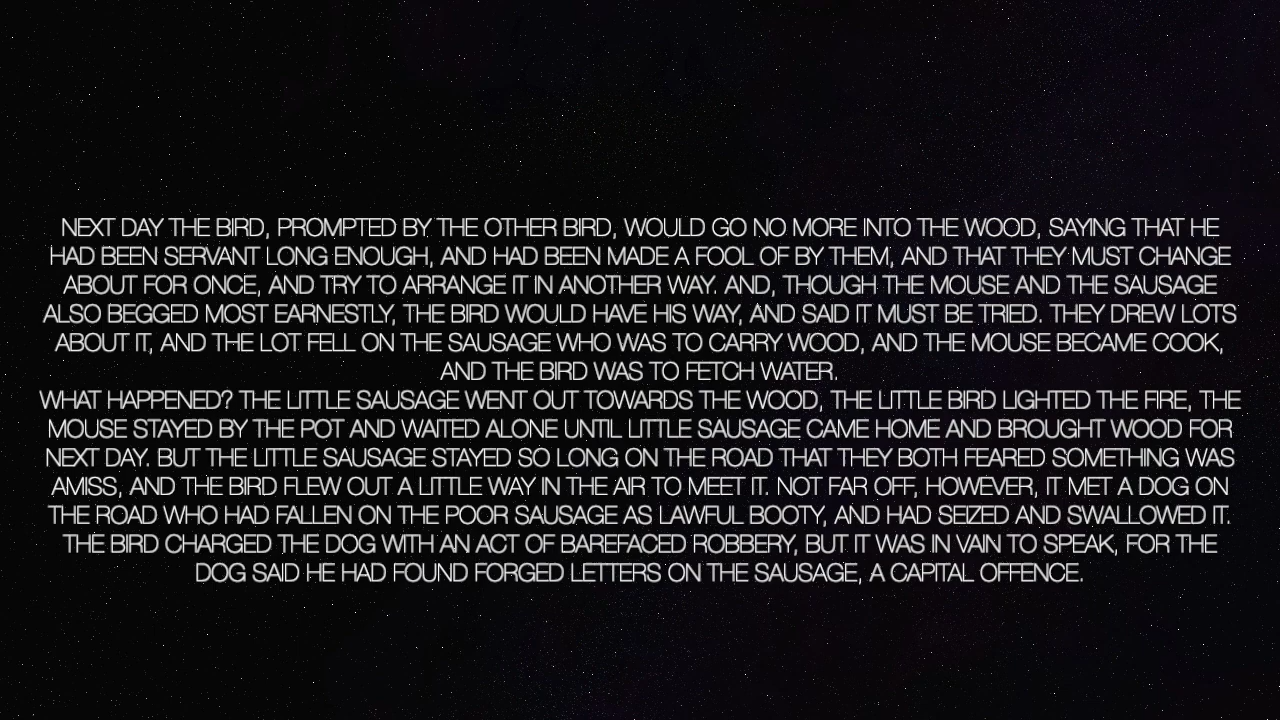 NEXT DAY THE BIRD, PROMPTED BY THE OTHER BIRD, WOULD GO NO MORE INTO THE WOOD, SAYING THAT HE
HAD BEEN SERVANT LONG ENOUGH, AND HAD BEEN MADE A FOOL OF BY THEM, AND THAT THEY MUST CHANGE
ABOUT FOR ONCE, AND TRY TO ARRANGE IT IN ANOTHER WAY. AND, THOUGH THE MOUSE AND THE SAUSAGE
ALSO BEGGED MOST EARNESTLY, THE BIRD WOULD HAVE HIS WAY, AND SAID IT MUST BE TRIED. THEY DREW LOTS
ABOUT IT, AND THE LOT FELL ON THE SAUSAGE WHO WAS TO CARRY WOOD, AND THE MOUSE BECAME COOK,
AND THE BIRD WAS TO FETCH WATER.
WHAT HAPPENED? THE LITTLE SAUSAGE WENT OUT TOWARDS THE WOOD, THE LITTLE BIRD LIGHTED THE FIRE, THE
MOUSE STAYED BY THE POT AND WAITED ALONE UNTIL LITTLE SAUSAGE CAME HOME AND BROUGHT WOOD FOR
NEXT DAY. BUT THE LITTLE SAUSAGE STAYED SO LONG ON THE ROAD THAT THEY BOTH FEARED SOMETHING WAS
AMISS, AND THE BIRD FLEW OUT A LITTLE WAY IN THE AIR TO MEET IT. NOT FAR OFF, HOWEVER, IT MET A DOG ON
THE ROAD WHO HAD FALLEN ON THE POOR SAUSAGE AS LAWFUL BOOTY, AND HAD SEIZED AND SWALLOWED IT.
THE BIRD CHARGED THE DOG WITH AN ACT OF BAREFACED ROBBERY, BUT IT WAS IN VAIN TO SPEAK, FOR THE
DOG SAID HE HAD FOUND FORGED LETTERS ON THE SAUSAGE, A CAPITAL OFFENCE.